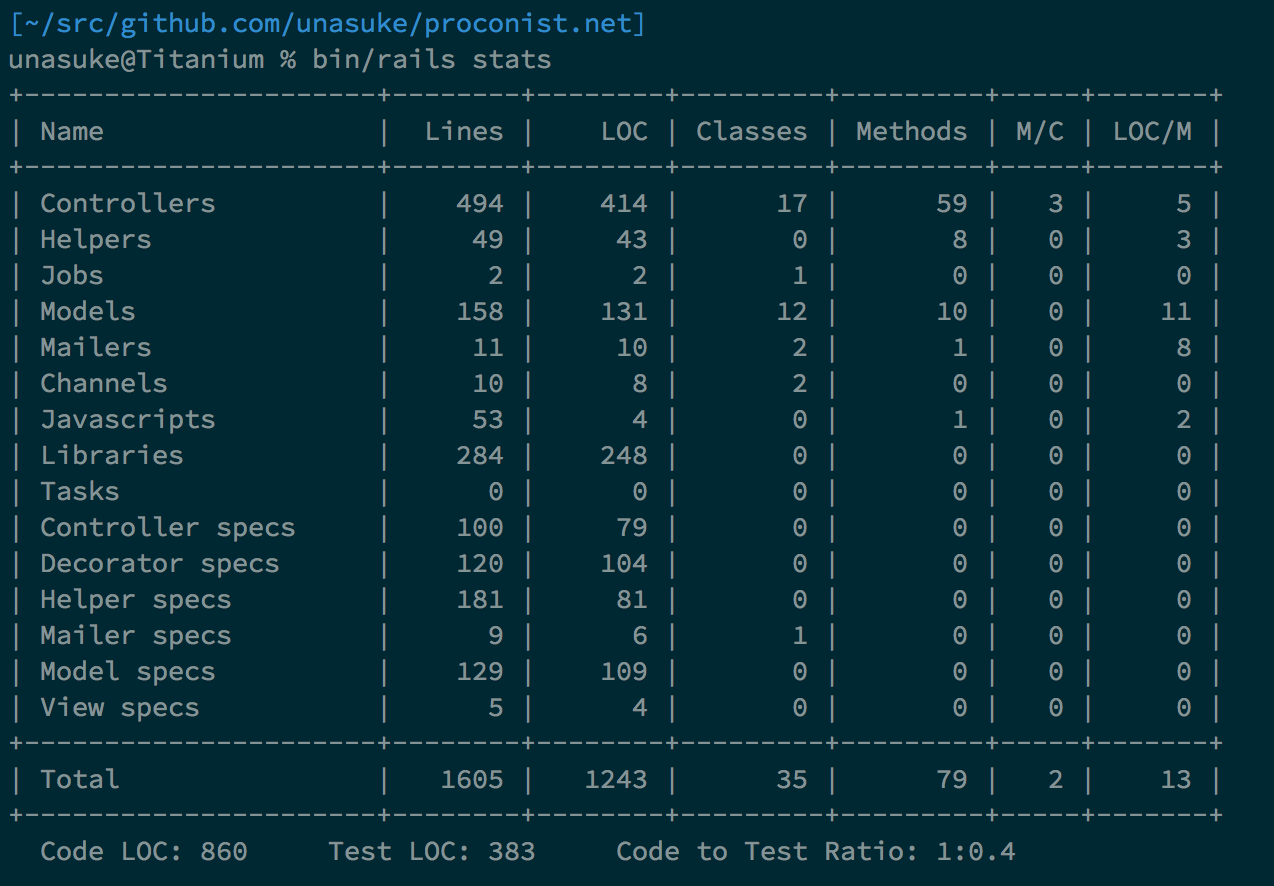 [~/src/github.com/unasuke/proconist.net]
unasuke@Titanium % bin/rails stats
+----------------------+--------+--------+---------+---------+-----+-------+
| Name                 |  Lines |    LOC | Classes | Methods | M/C | LOC/M |
+----------------------+--------+--------+---------+---------+-----+-------+
| Controllers          |    494 |    414 |      17 |      59 |   3 |     5 |
| Helpers              |     49 |     43 |       0 |       8 |   0 |     3 |
| Jobs                 |      2 |      2 |       1 |       0 |   0 |     0 |
| Models               |    158 |    131 |      12 |      10 |   0 |    11 |
| Mailers              |     11 |     10 |       2 |       1 |   0 |     8 |
| Channels             |     10 |      8 |       2 |       0 |   0 |     0 |
| Javascripts          |     53 |      4 |       0 |       1 |   0 |     2 |
| Libraries            |    284 |    248 |       0 |       0 |   0 |     0 |
| Tasks                |      0 |      0 |       0 |       0 |   0 |     0 |
| Controller specs     |    100 |     79 |       0 |       0 |   0 |     0 |
| Decorator specs      |    120 |    104 |       0 |       0 |   0 |     0 |
| Helper specs         |    181 |     81 |       0 |       0 |   0 |     0 |
| Mailer specs         |      9 |      6 |       1 |       0 |   0 |     0 |
| Model specs          |    129 |    109 |       0 |       0 |   0 |     0 |
| View specs           |      5 |      4 |       0 |       0 |   0 |     0 |
+----------------------+--------+--------+---------+---------+-----+-------+
| Total                |   1605 |   1243 |      35 |      79 |   2 |    13 |
+----------------------+--------+--------+---------+---------+-----+-------+
  Code LOC: 860     Test LOC: 383     Code to Test Ratio: 1:0.4